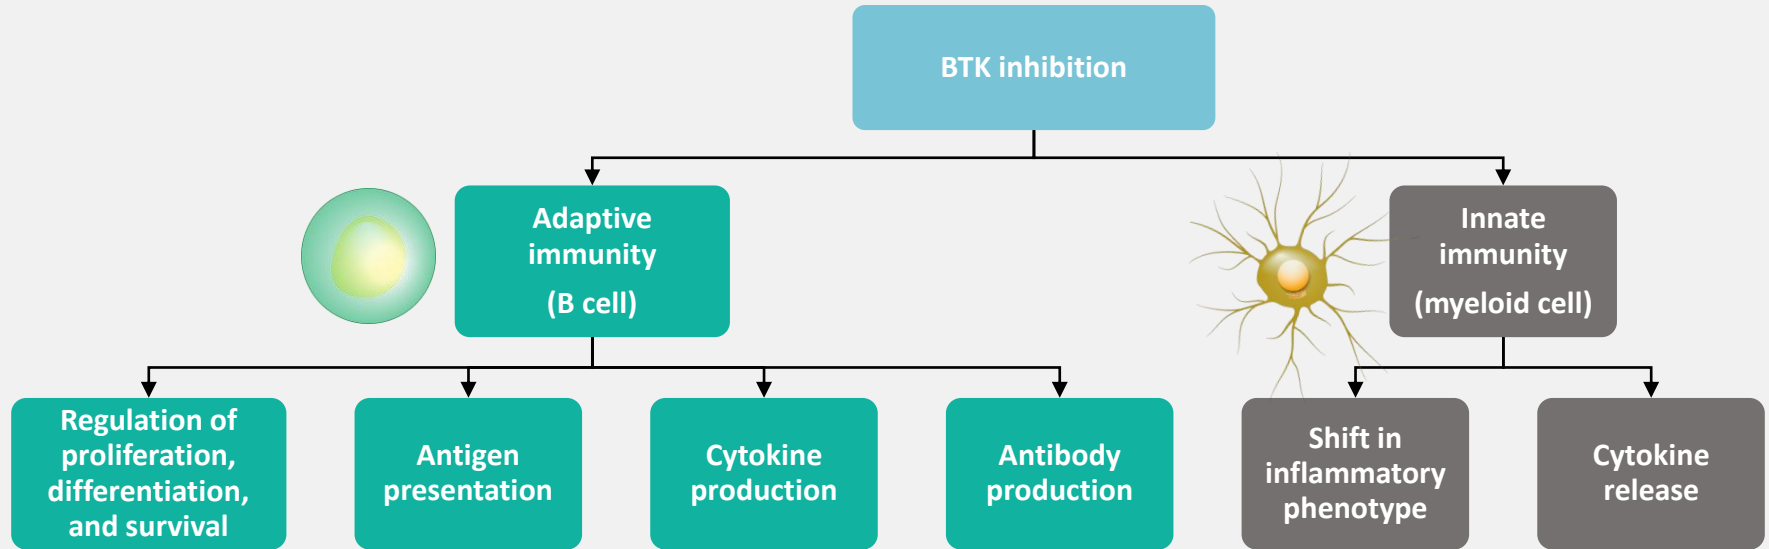 BTK inhibition
Adaptive
immunity
(B cell)
Innate
immunity
(myeloid cell)
Regulation of
proliferation,
differentiation,
and survival
Antigen
presentation
Cytokine
production
Antibody
production
Shift in
inflammatory
phenotype
Cytokine
release